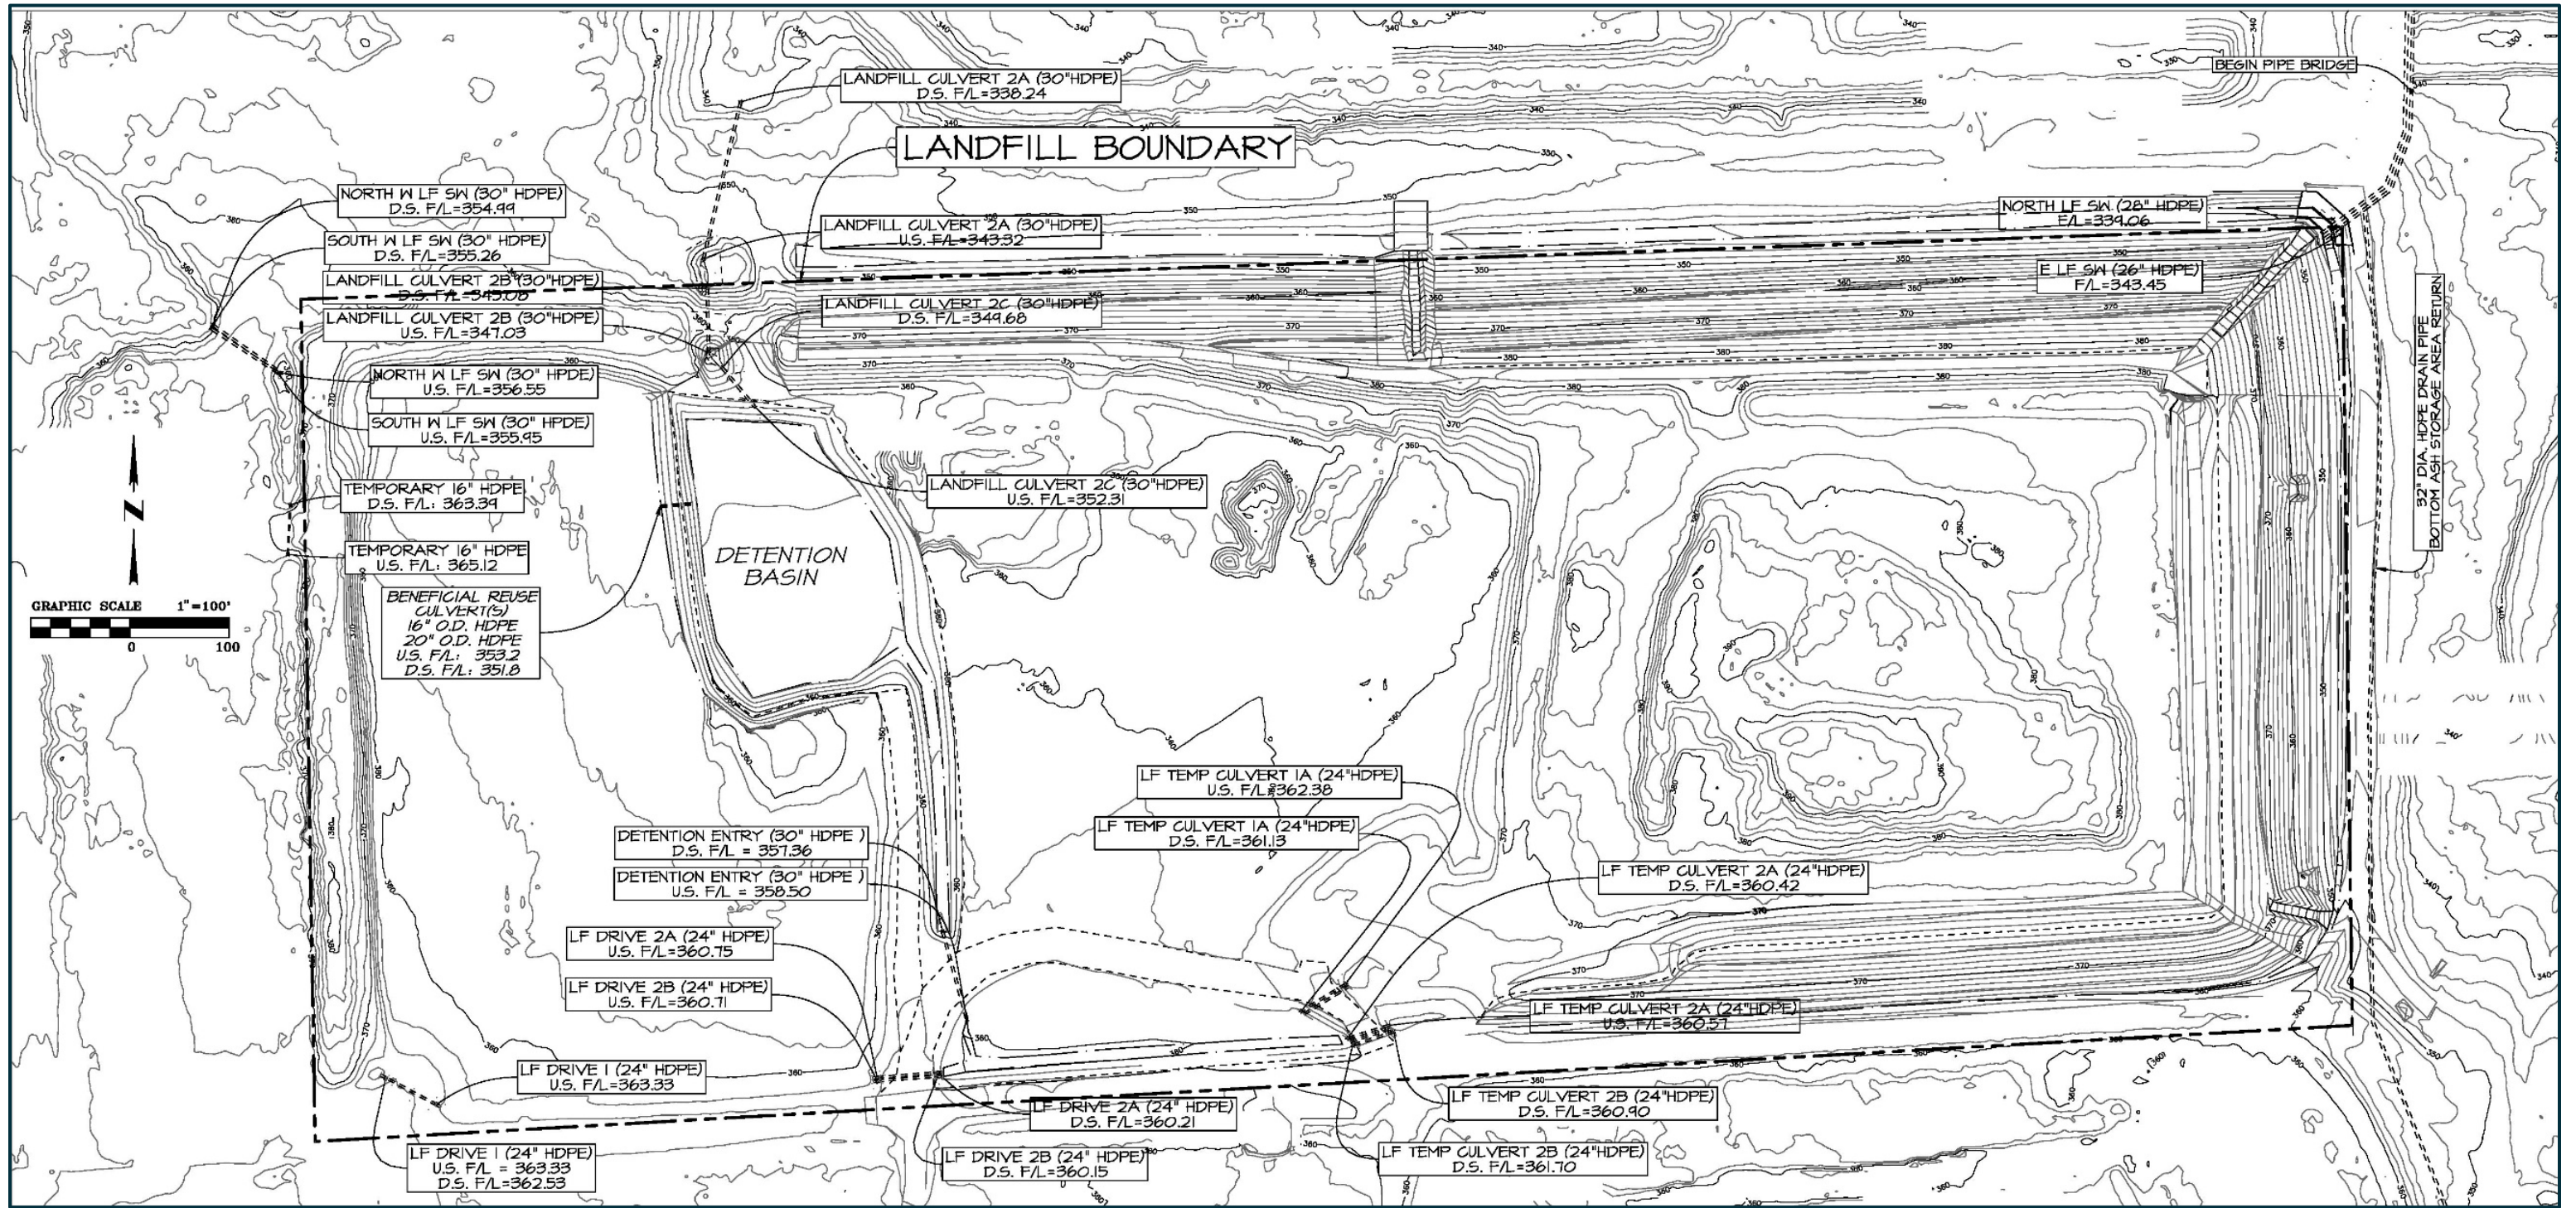 BEGIN PIPE BRIDGE
LANDFILL CULVERT 2A (30"HDPE)
D.S. F/L=338.24
LANDFILL BOUNDARY
NORTH W LF SW (30" HDPE)
D.S. F/L=354.99
SOUTH W LF SW (30" HDPE)
D.S. F/L=355.26
LANDFILL CULVERT 2B (30"HDPE)
D.S. F/L=343.08
LANDFILL CULVERT 2B (30"HDPE)
U.S. F/L=347.03
LANDFILL CULVERT 2A (30"HDPE)
U.S. F/L=343.32
LANDFILL CULVERT 2C (30"HDPE)
D.S. F/L=349.68
NORTH LF SW (28" HDPE)
F/L=339.06
E LF SW (26" HDPE)
F/L=343.45
32" DIA. HDPE DRAIN PIPE
BOTTOM ASH STORAGE AREA RETURN
NORTH W LF SW (30" HPDE)
U.S. F/L=356.55
SOUTH W LF SW (30" HPDE)
U.S. F/L=355.95
LANDFILL CULVERT 2C (30"HDPE)
U.S. F/L=352.31
N
TEMPORARY 16" HDPE
D.S. F/L: 363.39
TEMPORARY 16" HDPE
U.S. F/L: 365.12
DETENTION
BASIN
GRAPHIC SCALE 1"=100'
0 100
BENEFICIAL REUSE
CULVERT(S)
16" O.D. HDPE
20" O.D. HDPE
U.S. F/L: 353.2
D.S. F/L: 351.8
LF TEMP CULVERT 1A (24"HDPE)
U.S. F/L=362.38
LF TEMP CULVERT 1A (24"HDPE)
D.S. F/L=361.13
DETENTION ENTRY (30" HDPE )
D.S. F/L = 357.36
DETENTION ENTRY (30" HDPE )
U.S. F/L = 358.50
LF TEMP CULVERT 2A (24"HDPE)
D.S. F/L=360.42
LF DRIVE 2A (24" HDPE)
U.S. F/L=360.75
LF DRIVE 2B (24" HDPE)
U.S. F/L=360.71
LF TEMP CULVERT 2A (24"HDPE)
U.S. F/L=360.57
LF DRIVE 1 (24" HDPE)
U.S. F/L=363.33
LF DRIVE 2A (24" HDPE)
D.S. F/L=360.21
LF TEMP CULVERT 2B (24"HDPE)
D.S. F/L=360.90
LF DRIVE 1 (24" HDPE)
U.S. F/L = 363.33
D.S. F/L=362.53
LF DRIVE 2B (24" HDPE)
D.S. F/L=360.15
LF TEMP CULVERT 2B (24"HDPE)
D.S. F/L=361.70